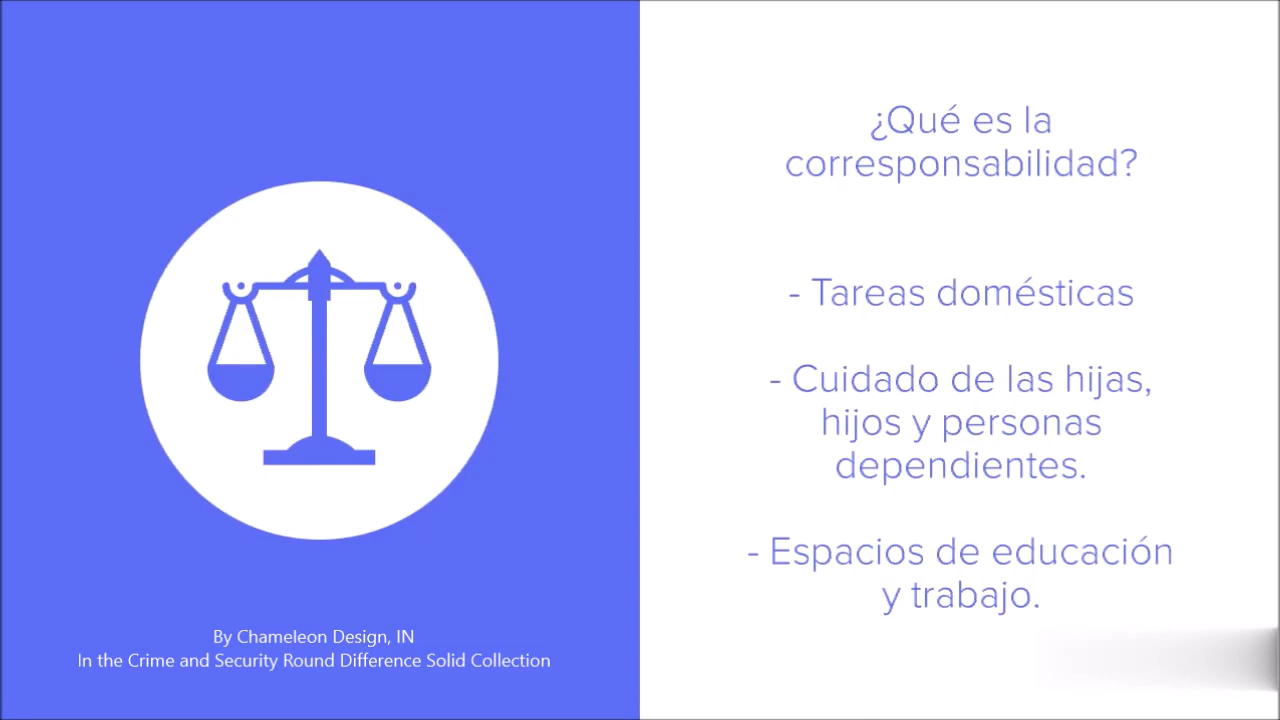 ¿Qué es la
corresponsabilidad?
- Tareas domésticas
- Cuidado de las hijas,
hijos y personas
dependientes.
- Espacios de educación
y trabajo.
By Chameleon Design, IN
In the Crime and Security Round Difference Solid Collection